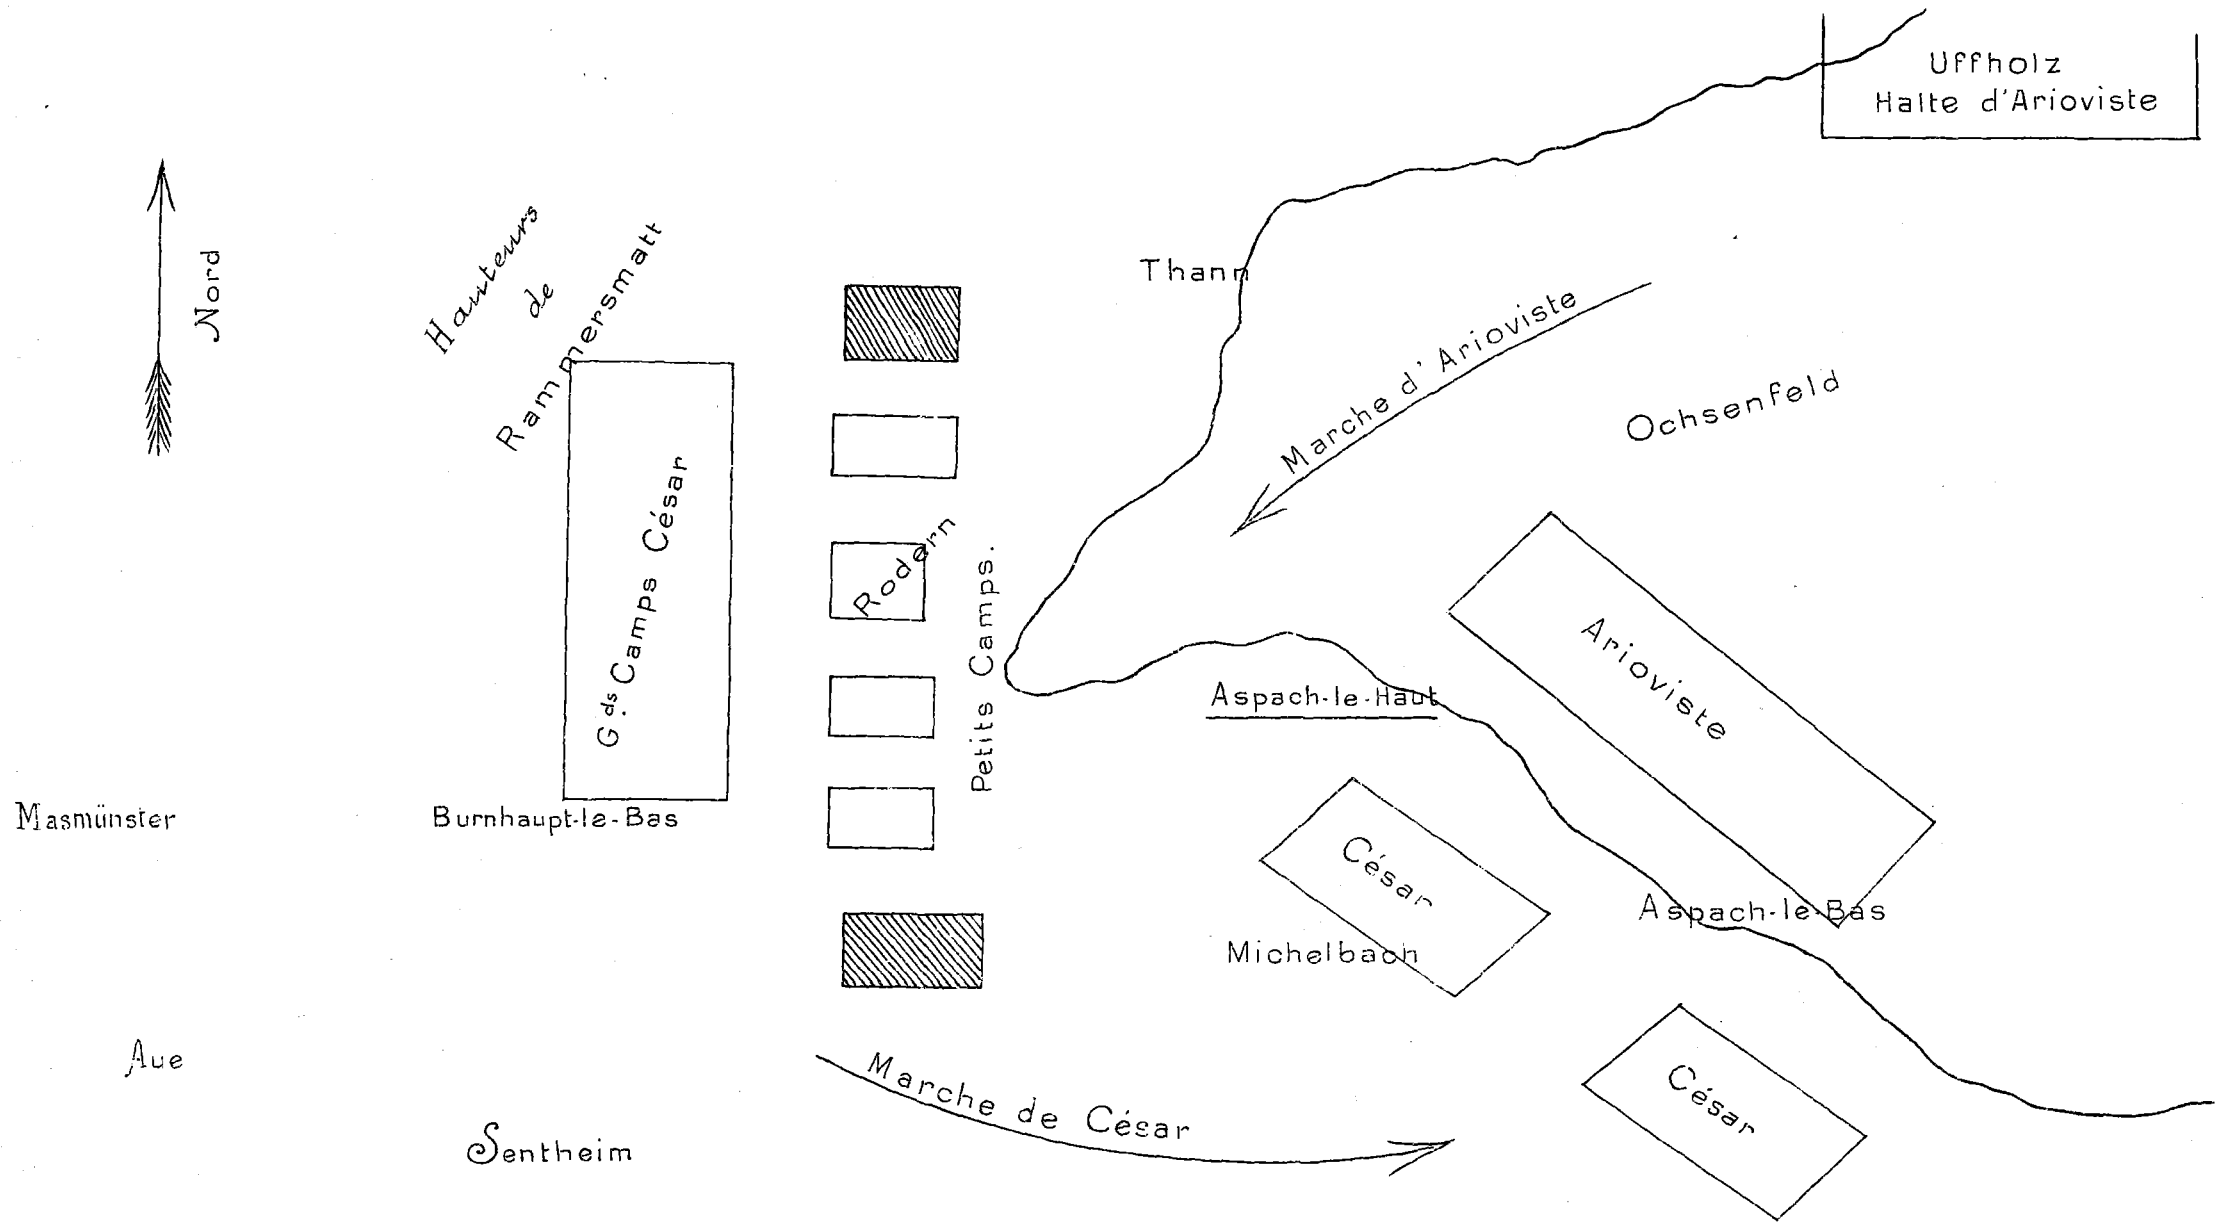 Uffholz
Halte d'Arioviste
Nord
Hauteurs
de
Rammersmatt
Thann
Marche d'Arioviste
Ochsenfeld
Gds. Camps César
Rodern
Petits Camps.
Arioviste
Aspach-le-Haut
Masmünster
Burnhaupt-le-Bas
César
Aspach-le-Bas
Michelbach
Aue
Marche de César
César
Sentheim